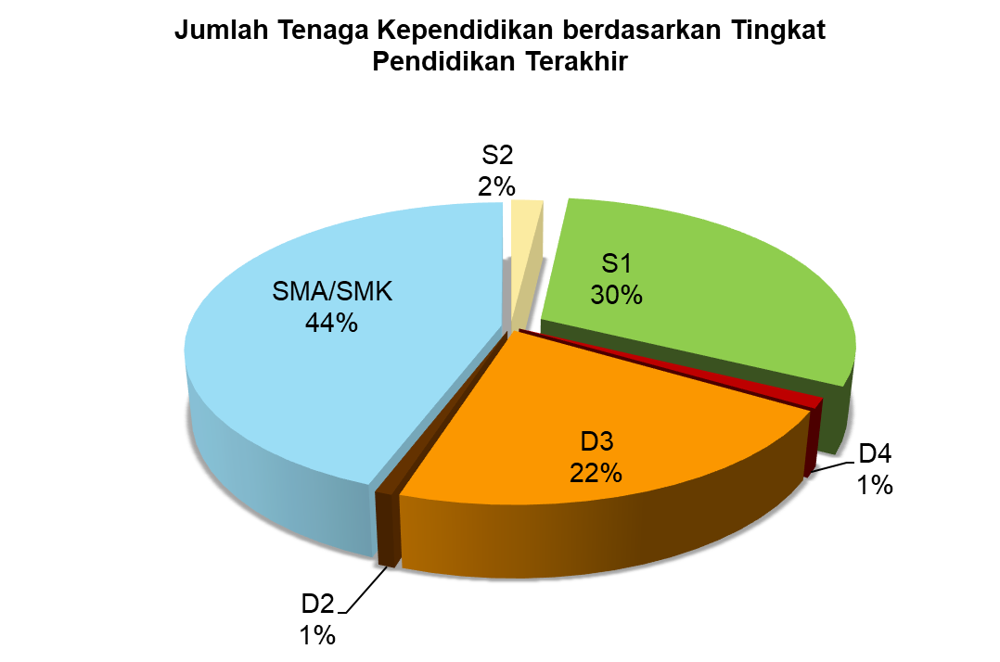 Jumlah Tenaga Kependidikan berdasarkan Tingkat
Pendidikan Terakhir
S2
2%
S1
30%
SMA/SMK
44%
D3
22%
D4
1%
D2
1%